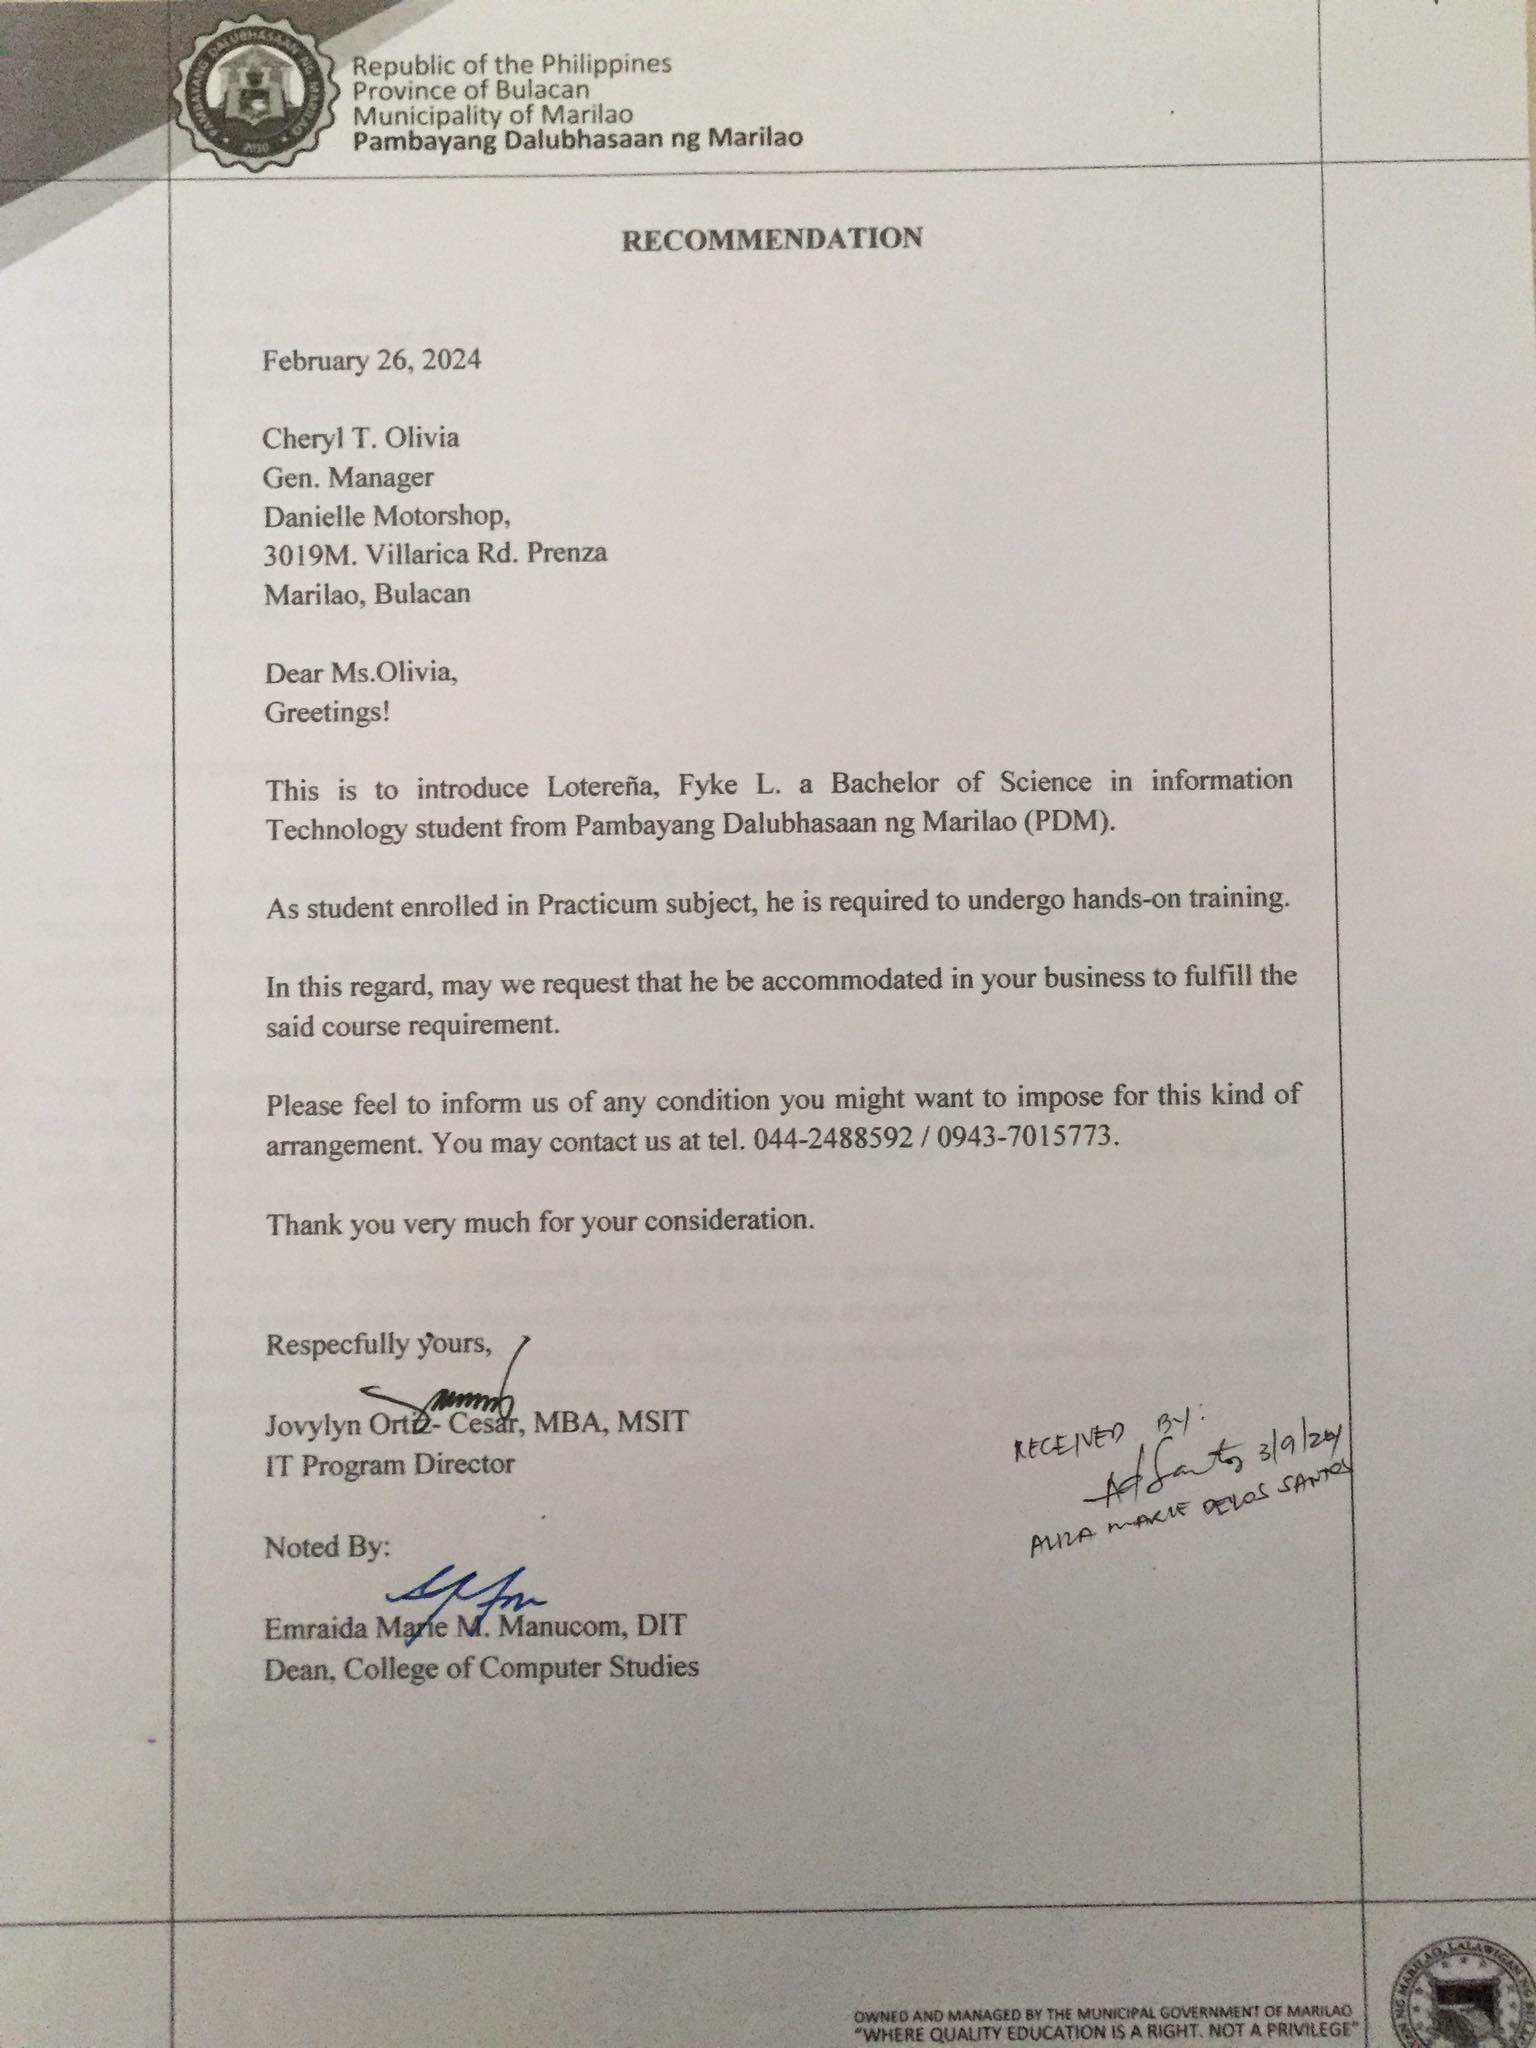 PAMBAYANG DALUBHASAAN NG MARILAO
2010
Republic of the Philippines
Province of Bulacan
Municipality of Marilao
Pambayang Dalubhasaan ng Marilao
RECOMMENDATION
February 26, 2024
Cheryl T. Olivia
Gen. Manager
Danielle Motorshop,
3019M. Villarica Rd. Prenza
Marilao, Bulacan
Dear Ms.Olivia,
Greetings!
This is to introduce Lotereña, Fyke L. a Bachelor of Science in information
Technology student from Pambayang Dalubhasaan ng Marilao (PDM).
As student enrolled in Practicum subject, he is required to undergo hands-on training.
In this regard, may we request that he be accommodated in your business to fulfill the
said course requirement.
Please feel to inform us of any condition you might want to impose for this kind of
arrangement. You may contact us at tel. 044-2488592 / 0943-7015773.
Thank you very much for your consideration.
Respecfully yours,
Jovylyn Ortiz- Cesar, MBA, MSIT
IT Program Director
Noted By:
Emraida Marie M. Manucom, DIT
Dean, College of Computer Studies
RECEIVED BY:
3/9/24
MARIE DELOS SANTOS
OWNED AND MANAGED BY THE MUNICIPAL GOVERNMENT OF MARILAO
"WHERE QUALITY EDUCATION IS A RIGHT. NOT A PRIVILEGE"
MARILAO, LALAWIGAN NG